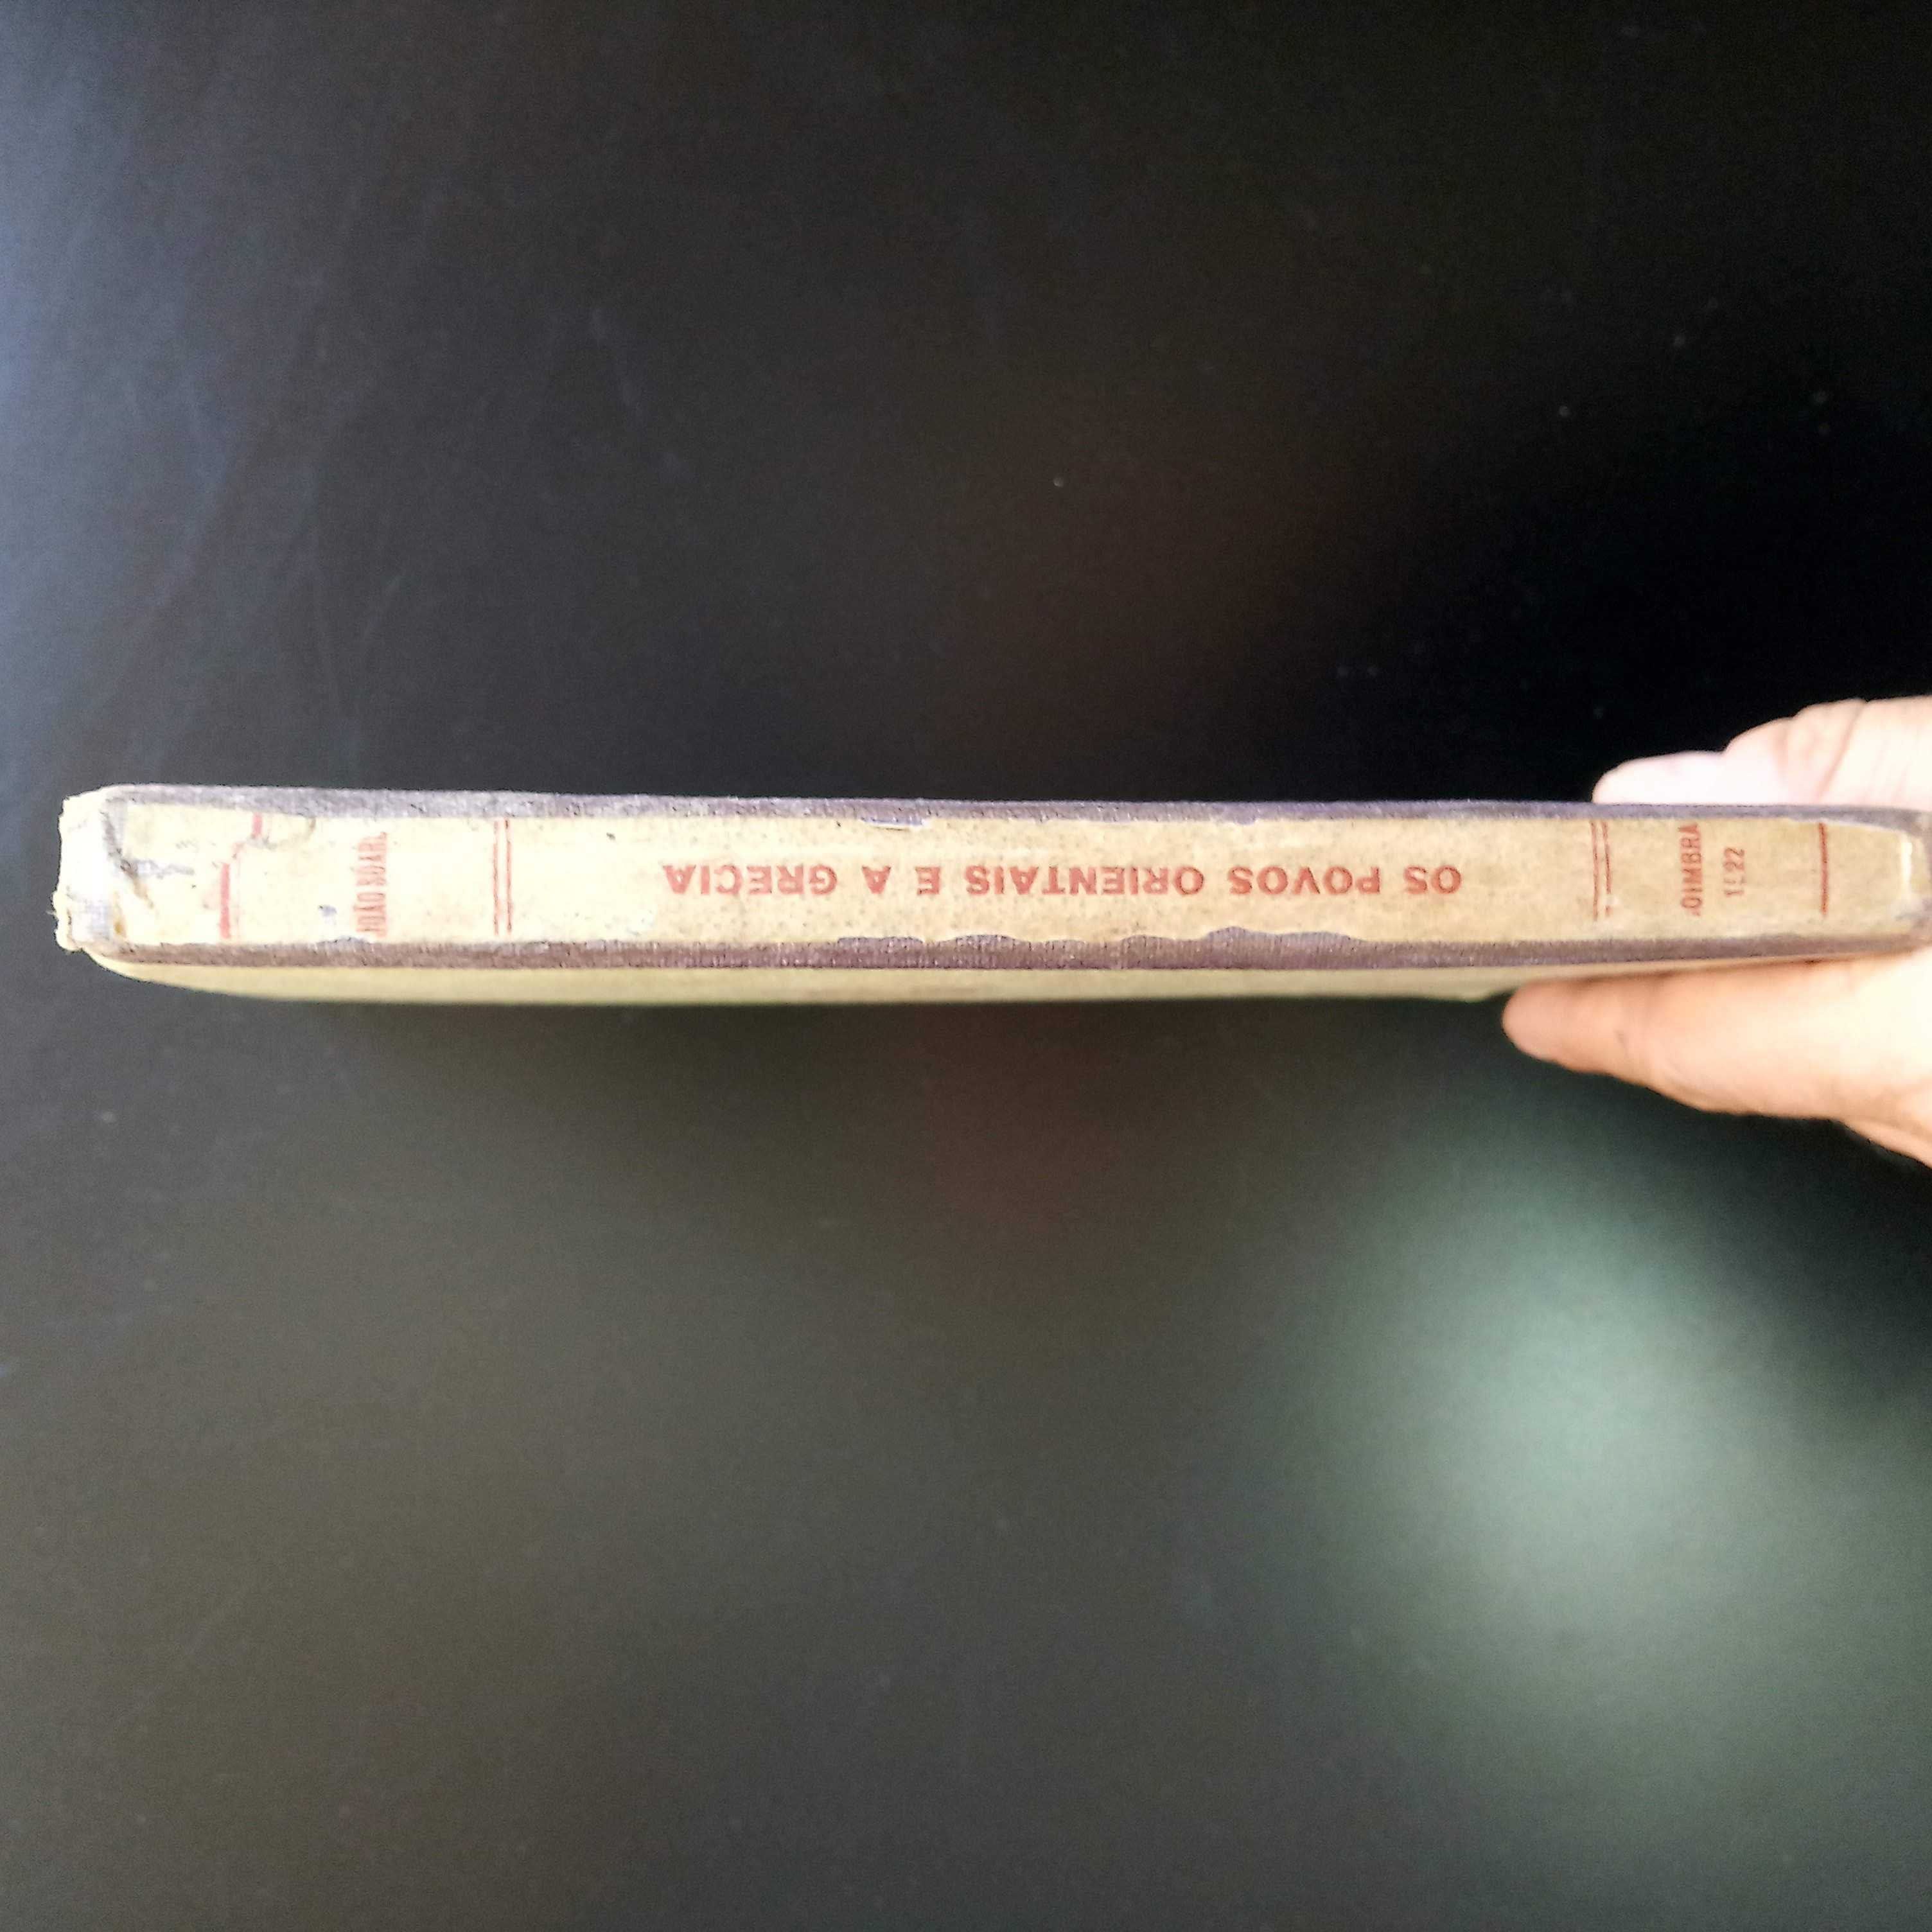 JOÃO SOARE
OS POVOS ORIENTAIS E A GRECIA
OIMBRA
1922